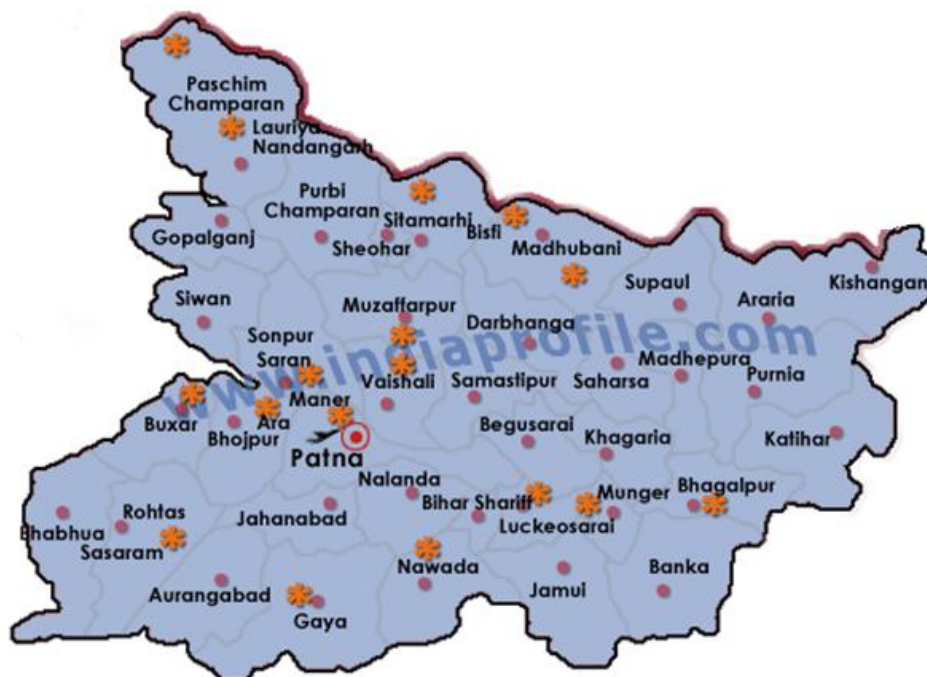 Paschim
Champaran
Lauriya
Nandangarh
Purbi
Champaran
Sitamarhi
Gopalganj
Sheohar
Bisfi
Madhubani
Kishangan
Supaul
Araria
Siwan
Muzaffarpur
Sonpur
Darbhanga
Saran
Madhepura
www.indiaprofile.com
Vaishali
Samastipur
Saharsa
Purnia
Maner
Buxar
Ara
Bhojpur
Begusarai
Khagaria
Katihar
Patna
Nalanda
Bihar Shariff
Munger
Bhagalpur
Rohtas
Jahanabad
Luckeosarai
Bhabhua
Sasaram
Nawada
Aurangabad
Jamui
Banka
Gaya